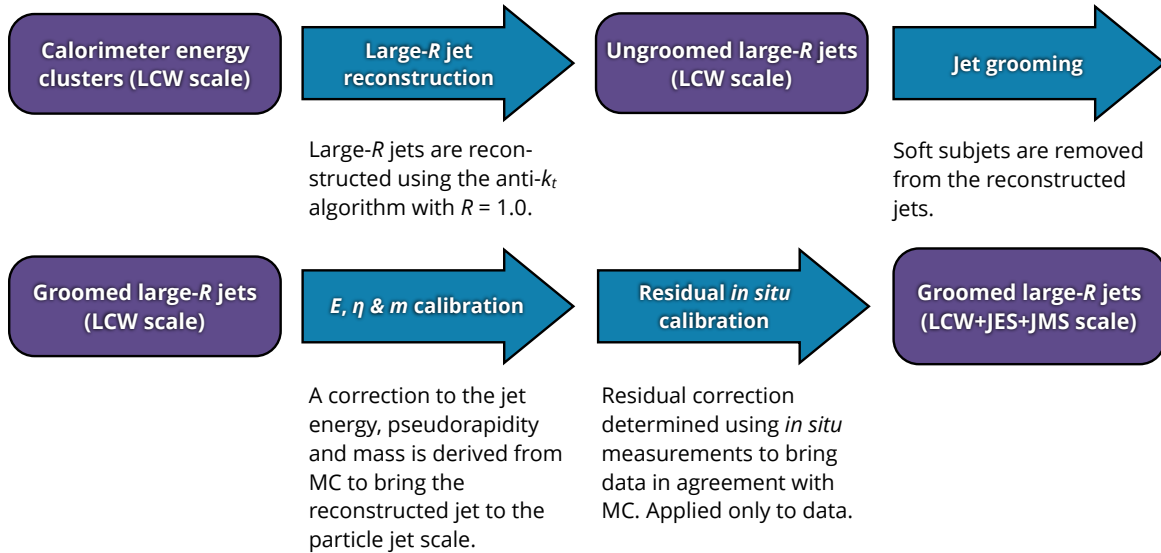 Calorimeter energy
clusters (LCW scale)
Large-R jet
reconstruction
Ungroomed large-R jets
(LCW scale)
Jet grooming
Large-R jets are recon-
structed using the anti-kt
algorithm with R = 1.0.
Soft subjets are removed
from the reconstructed
jets.
Groomed large-R jets
(LCW scale)
E, η & m calibration
Residual in situ
calibration
Groomed large-R jets
(LCW+JES+JMS scale)
A correction to the jet
energy, pseudorapidity
and mass is derived from
MC to bring the
reconstructed jet to the
particle jet scale.
Residual correction
determined using in situ
measurements to bring
data in agreement with
MC. Applied only to data.